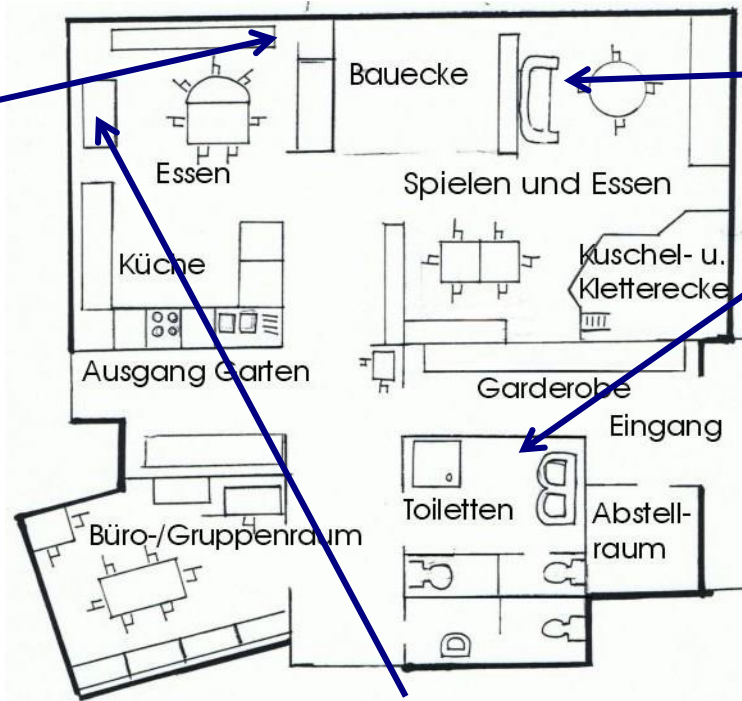 Bauecke
Essen
Spielen und Essen
Küche
Kuschel- u.
Kletterecke
Ausgang Garten
Garderobe
Eingang
Toiletten
Abstell-
raum
Büro-/Gruppenraum